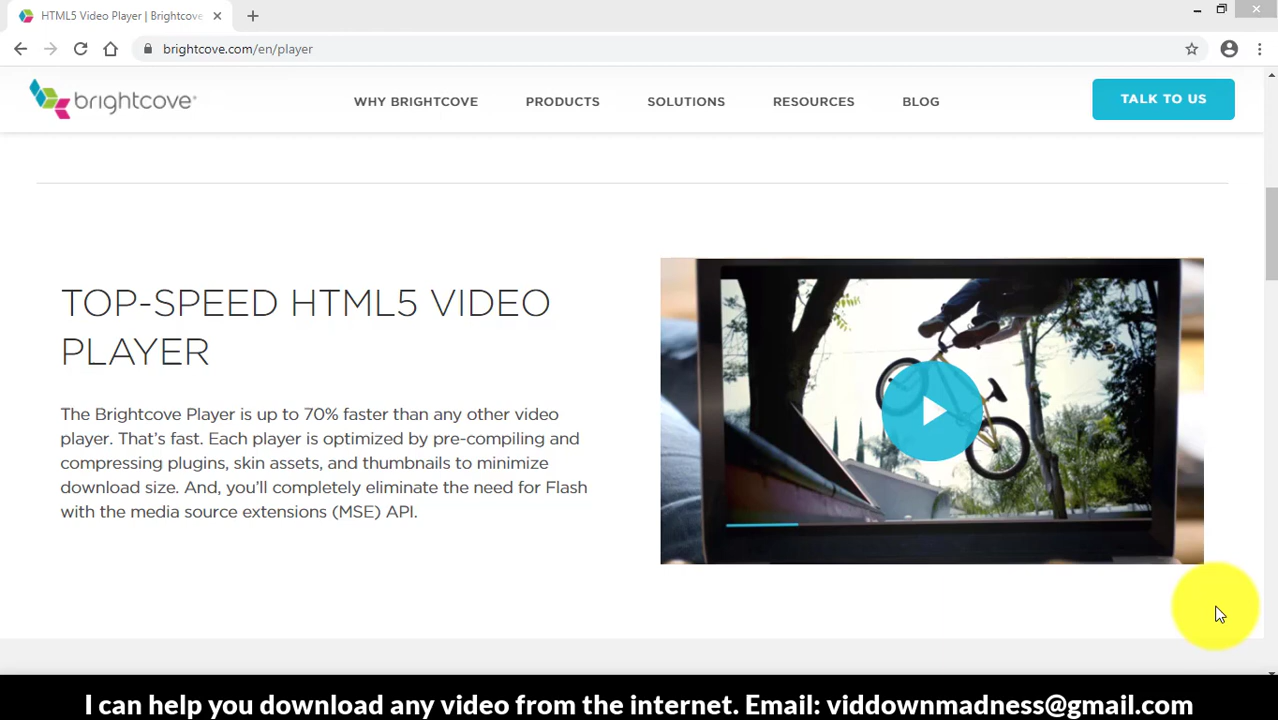 HTML5 Video Player | Brightcove
brightcove.com/en/player
brightcove®
WHY BRIGHTCOVE
PRODUCTS
SOLUTIONS
RESOURCES
BLOG
TALK TO US
TOP-SPEED HTML5 VIDEO
PLAYER
The Brightcove Player is up to 70% faster than any other video
player. That’s fast. Each player is optimized by pre-compiling and
compressing plugins, skin assets, and thumbnails to minimize
download size. And, you’ll completely eliminate the need for Flash
with the media source extensions (MSE) API.
I can help you download any video from the internet. Email: viddownmadness@gmail.com